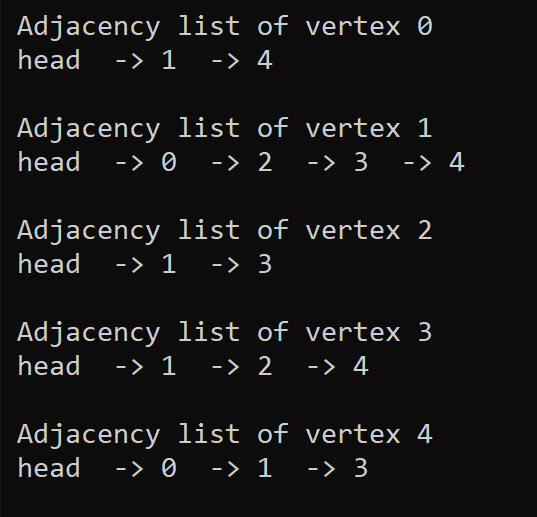 Adjacency list of vertex 0
head  -> 1  -> 4
Adjacency list of vertex 1
head  -> 0  -> 2  -> 3  -> 4
Adjacency list of vertex 2
head  -> 1  -> 3
Adjacency list of vertex 3
head  -> 1  -> 2  -> 4
Adjacency list of vertex 4
head  -> 0  -> 1  -> 3